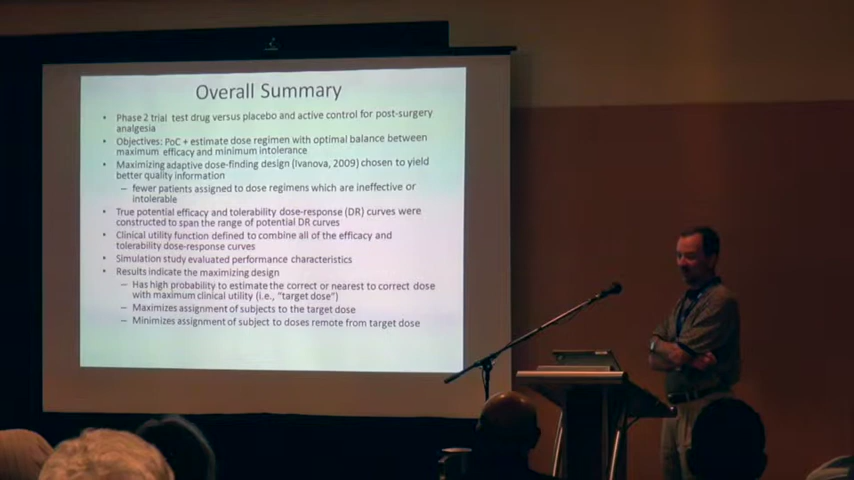 Overall Summary
• Phase 2 trial test drug versus placebo and active control for post-surgery
analgesia
• Objectives: PoC + estimate dose regimen with optimal balance between
maximum efficacy and minimum intolerance
• Maximizing adaptive dose-finding design (Ivanova, 2009) chosen to yield
better quality information
– fewer patients assigned to dose regimens which are ineffective or
intolerable
• True potential efficacy and tolerability dose-response (DR) curves were
constructed to span the range of potential DR curves
• Clinical utility function defined to combine all of the efficacy and
tolerability dose-response curves
• Simulation study evaluated performance characteristics
• Results indicate the maximizing design
– Has high probability to estimate the correct or nearest to correct dose
with maximum clinical utility (i.e., "target dose")
– Maximizes assignment of subjects to the target dose
– Minimizes assignment of subject to doses remote from target dose